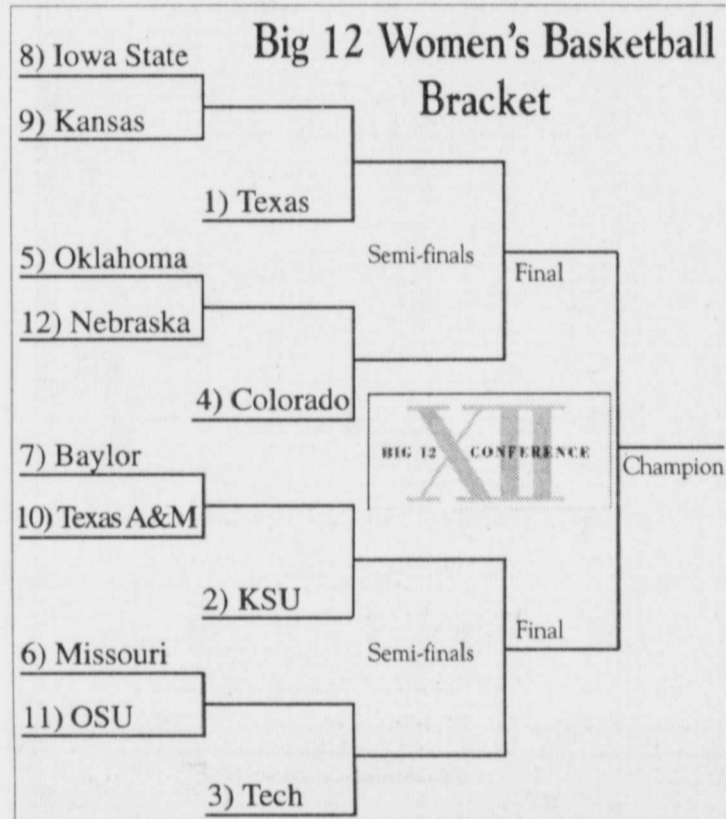 Big 12 Women's Basketball
Bracket
8) Iowa State
9) Kansas
1) Texas
5) Oklahoma
12) Nebraska
4) Colorado
Semi-finals
Final
7) Baylor
10) Texas A&M
2) KSU
BIG 12 XII CONFERENCE
Champion
6) Missouri
11) OSU
3) Tech
Semi-finals
Final